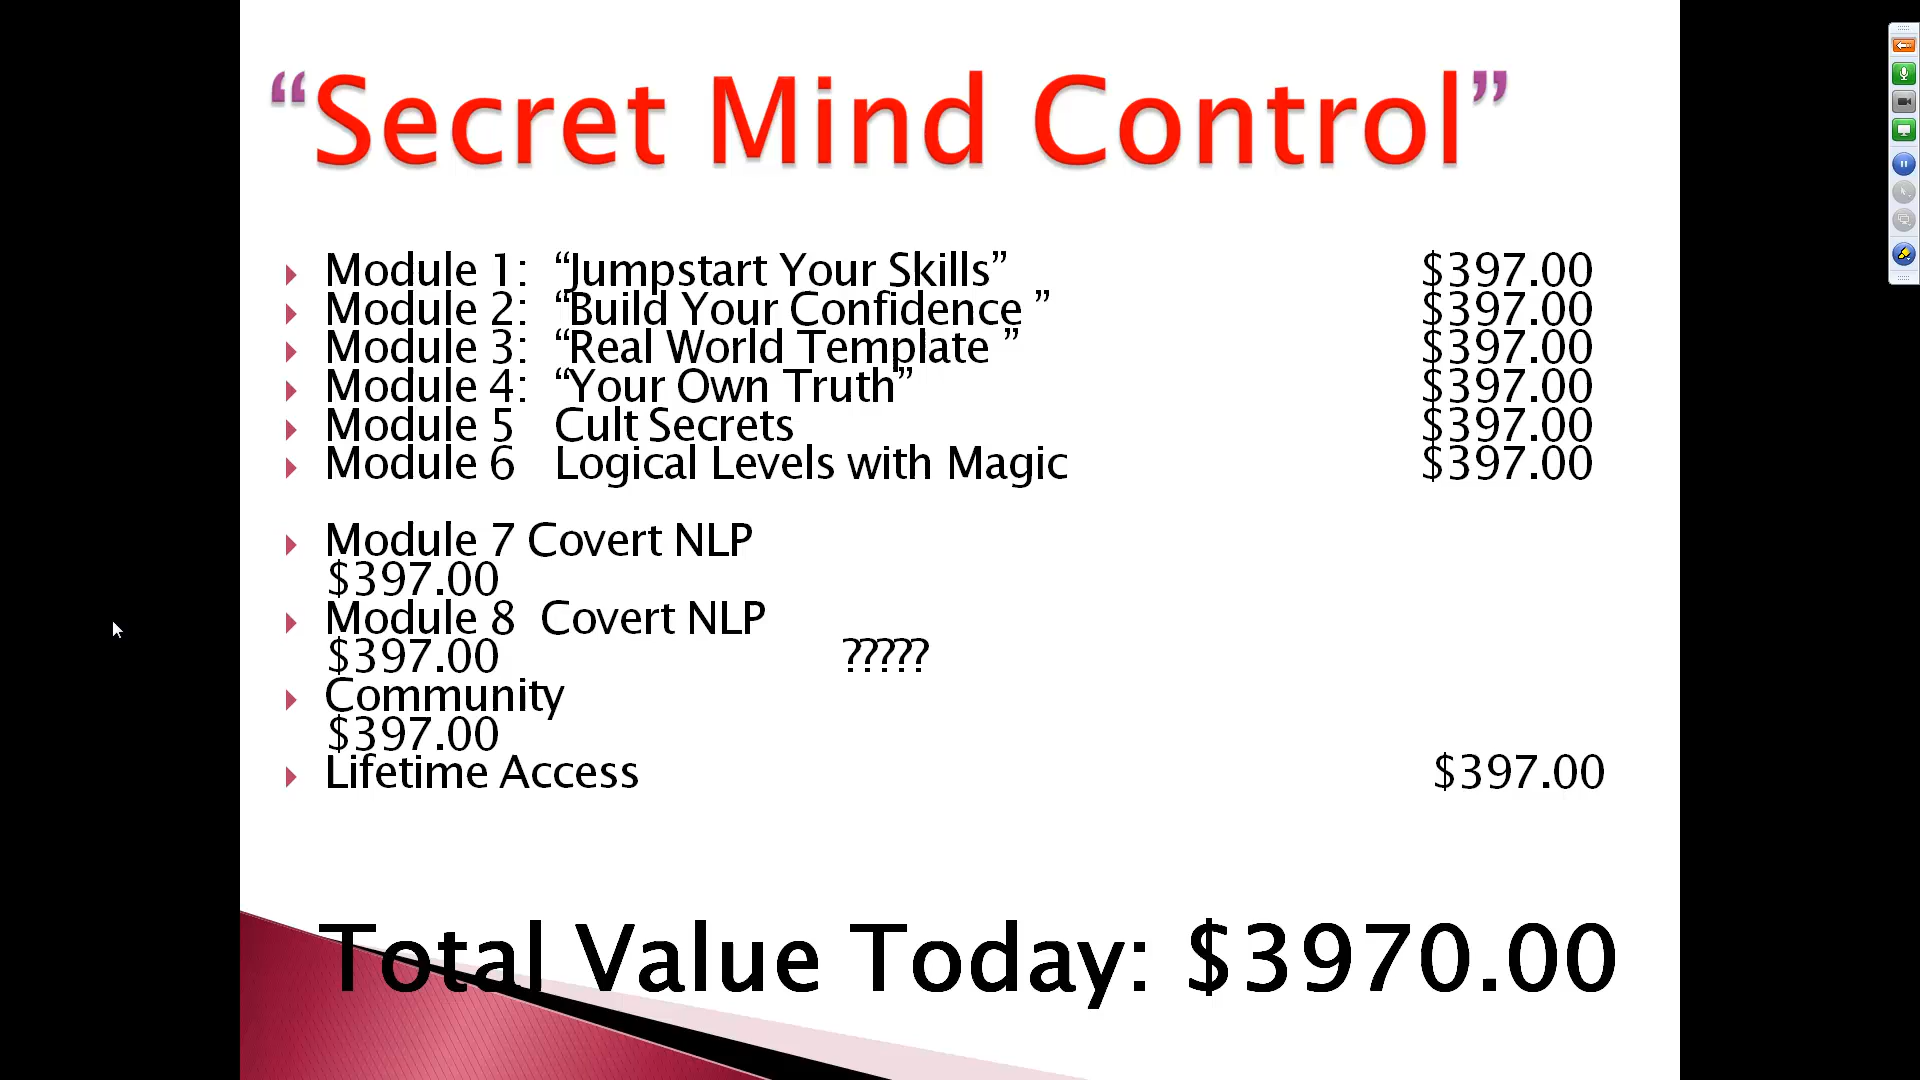 “Secret Mind Control”
Module 1: “Jumpstart Your Skills” $397.00
Module 2: “Build Your Confidence ” $397.00
Module 3: “Real World Template ” $397.00
Module 4: “Your Own Truth” $397.00
Module 5 Cult Secrets $397.00
Module 6 Logical Levels with Magic $397.00
Module 7 Covert NLP
$397.00
Module 8 Covert NLP
$397.00 ?????
Community
$397.00
Lifetime Access $397.00
Total Value Today: $3970.00